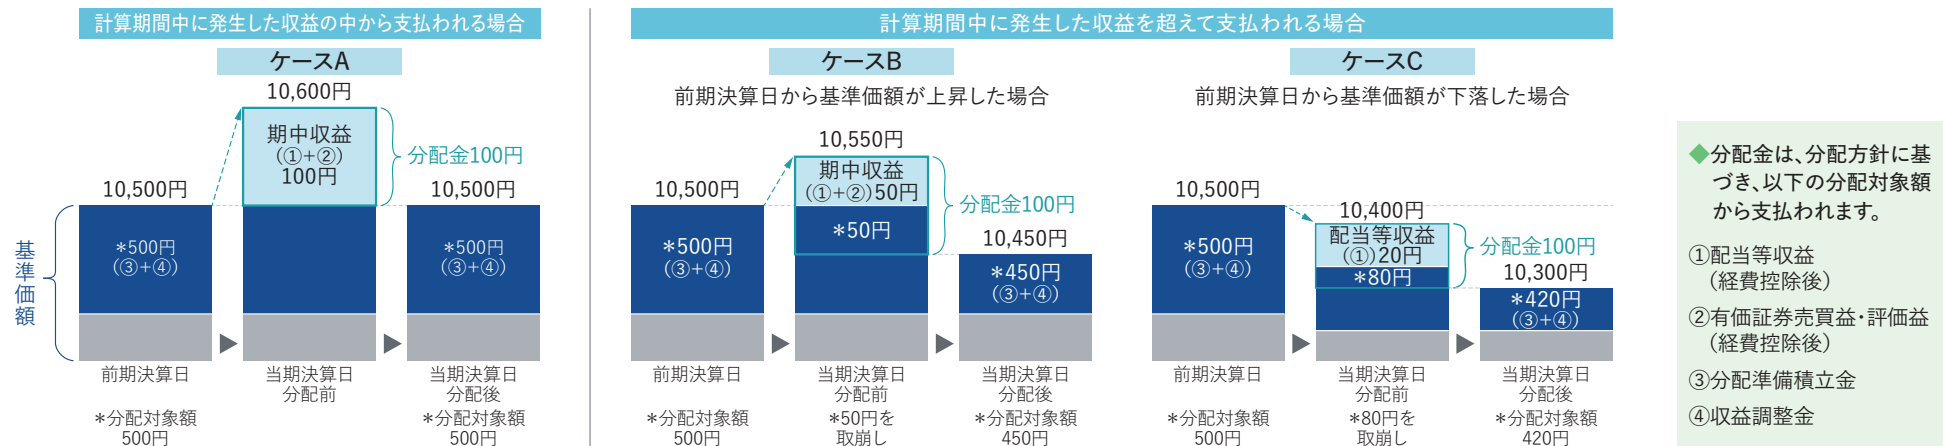 計算期間中に発生した収益の中から支払われる場合
ケースA
10,600円
期中収益
(①+②)
100円
分配金100円
10,500円
10,500円
基準価額
*500円
(③+④)
*500円
(③+④)
前期決算日
当期決算日
分配前
当期決算日
分配後
*分配対象額
500円
*分配対象額
500円
計算期間中に発生した収益を超えて支払われる場合
ケースB
前期決算日から基準価額が上昇した場合
10,550円
期中収益
(①+②)50円
分配金100円
10,500円
*50円
10,450円
*500円
(③+④)
*450円
(③+④)
前期決算日
当期決算日
分配前
当期決算日
分配後
*分配対象額
500円
*50円を
取崩し
*分配対象額
450円
ケースC
前期決算日から基準価額が下落した場合
10,500円
10,400円
配当等収益
(①)20円
分配金100円
*80円
10,300円
*500円
(③+④)
*420円
(③+④)
前期決算日
当期決算日
分配前
当期決算日
分配後
*分配対象額
500円
*80円を
取崩し
*分配対象額
420円
◆分配金は、分配方針に基
づき、以下の分配対象額
から支払われます。
①配当等収益
(経費控除後)
②有価証券売買益・評価益
(経費控除後)
③分配準備積立金
④収益調整金